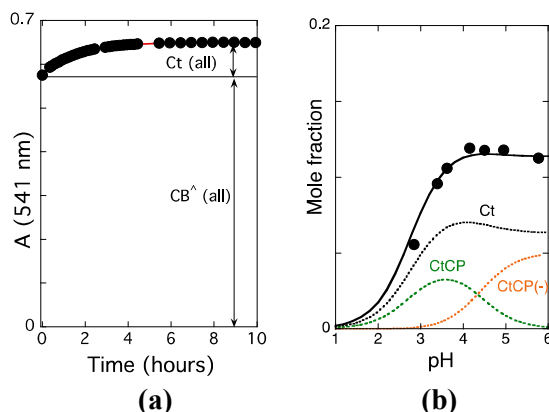 0.7
Ct (all)
CB^ (all)
A (541 nm)
0
0 2 4 6 8 10
Time (hours)
(a)
0.2
Mole fraction
Ct
CtCP
CtCP(-)
0
1 2 3 4 5 6
pH
(b)